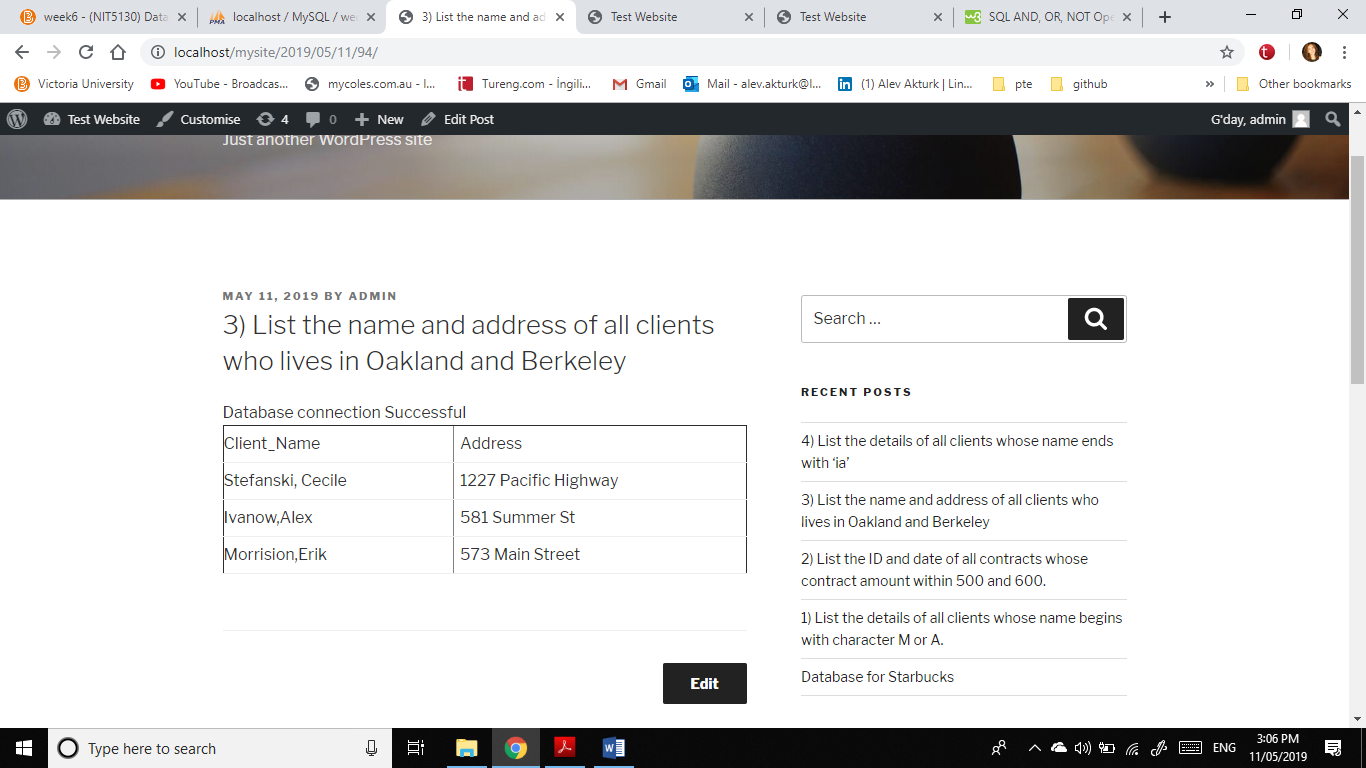 week6 - (NIT5130) Data
localhost / MySQL / we
3) List the name and ad
Test Website
Test Website
SQL AND, OR, NOT Ope
localhost/mysite/2019/05/11/94/
Victoria University
YouTube - Broadcas...
mycoles.com.au - I...
Tureng.com - İngili...
Gmail
Mail - alev.akturk@l...
(1) Alev Akturk | Lin...
pte
github
»
Other bookmarks
Test Website
Customise
4
0
New
Edit Post
G'day, admin
Just another WordPress site
MAY 11, 2019 BY ADMIN
3) List the name and address of all clients
who lives in Oakland and Berkeley
Database connection Successful
Client_Name Address
Stefanski, Cecile 1227 Pacific Highway
Ivanow,Alex 581 Summer St
Morrision,Erik 573 Main Street
Edit
Search …
RECENT POSTS
4) List the details of all clients whose name ends
with ‘ia’
3) List the name and address of all clients who
lives in Oakland and Berkeley
2) List the ID and date of all contracts whose
contract amount within 500 and 600.
1) List the details of all clients whose name begins
with character M or A.
Database for Starbucks
Type here to search
ENG
3:06 PM
11/05/2019